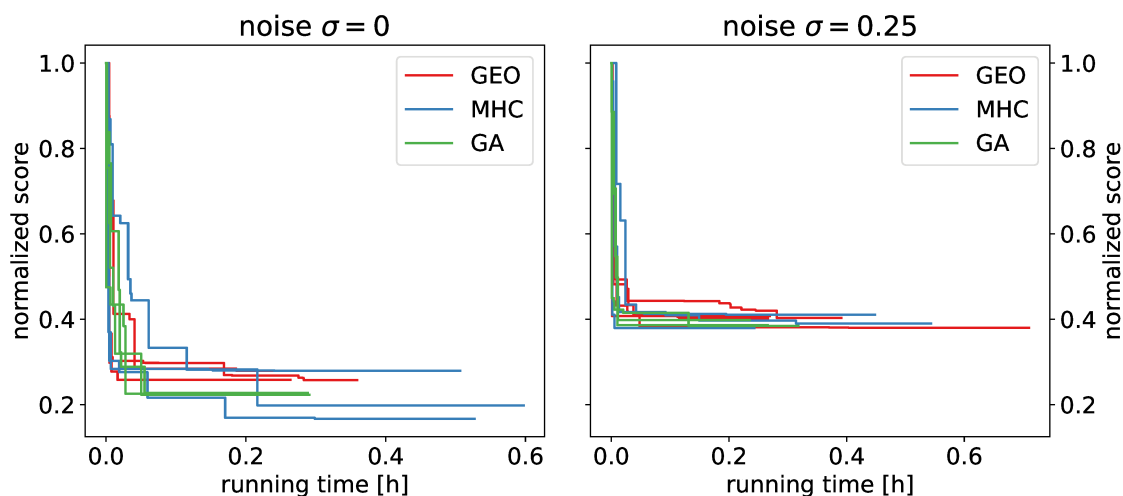 noise σ = 0
noise σ = 0.25
normalized score
1.0
0.8
0.6
0.4
0.2
GEO
MHC
GA
0.0
0.2
0.4
0.6
running time [h]
GEO
MHC
GA
1.0
0.8
0.6
0.4
0.2
normalized score
0.0
0.2
0.4
0.6
running time [h]